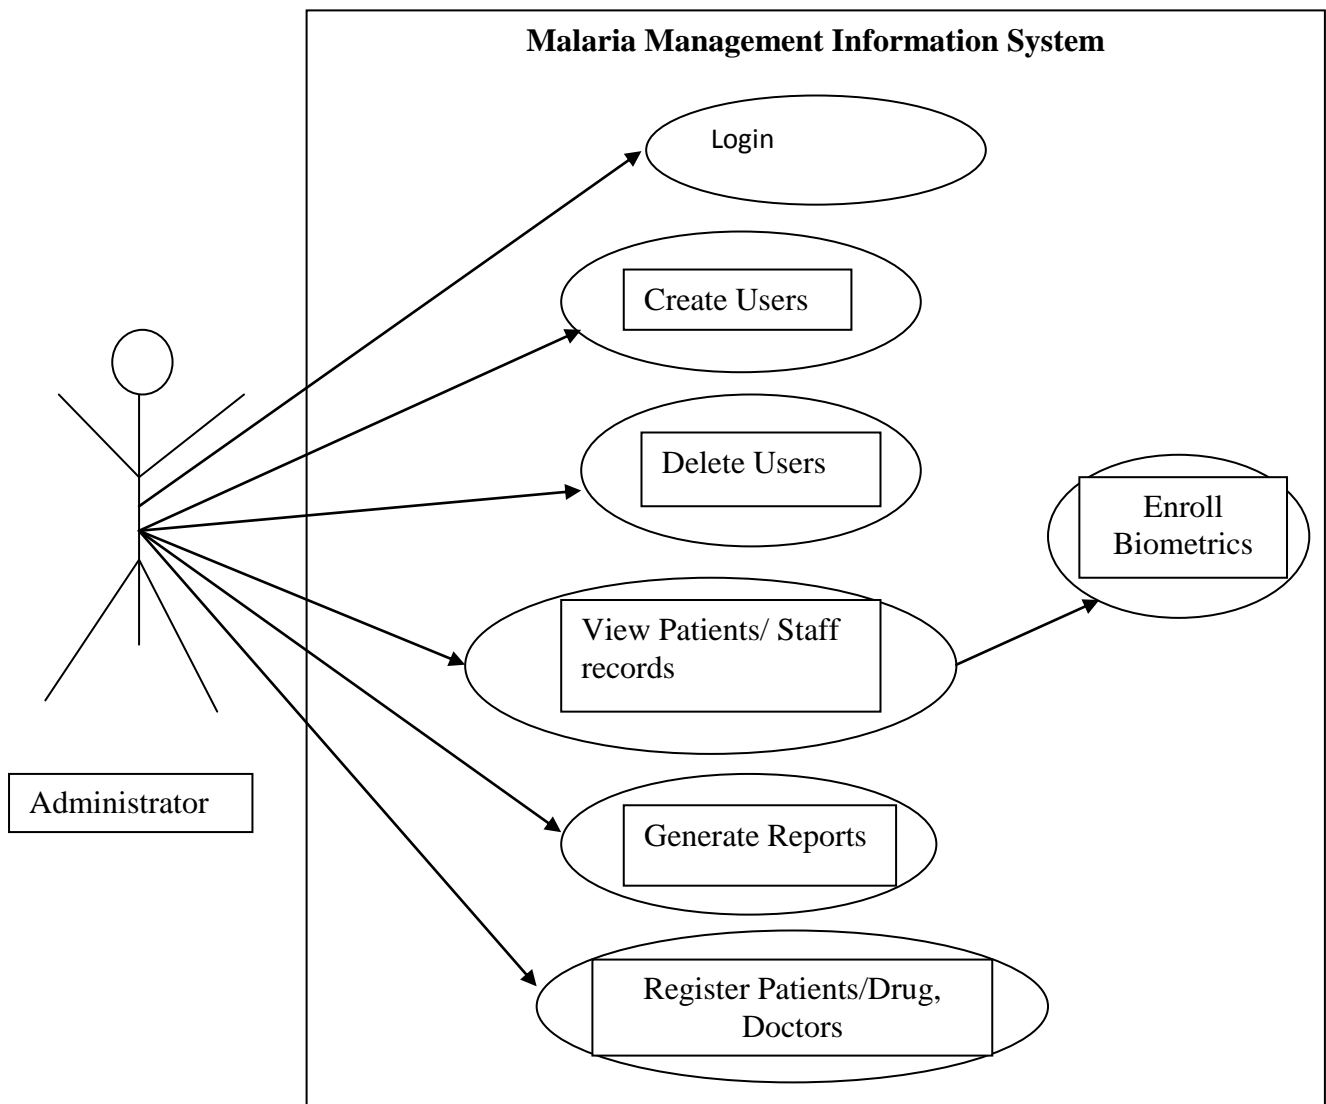 Malaria Management Information System
Login
Create Users
Delete Users
Enroll
Biometrics
View Patients/ Staff
records
Administrator
Generate Reports
Register Patients/Drug,
Doctors